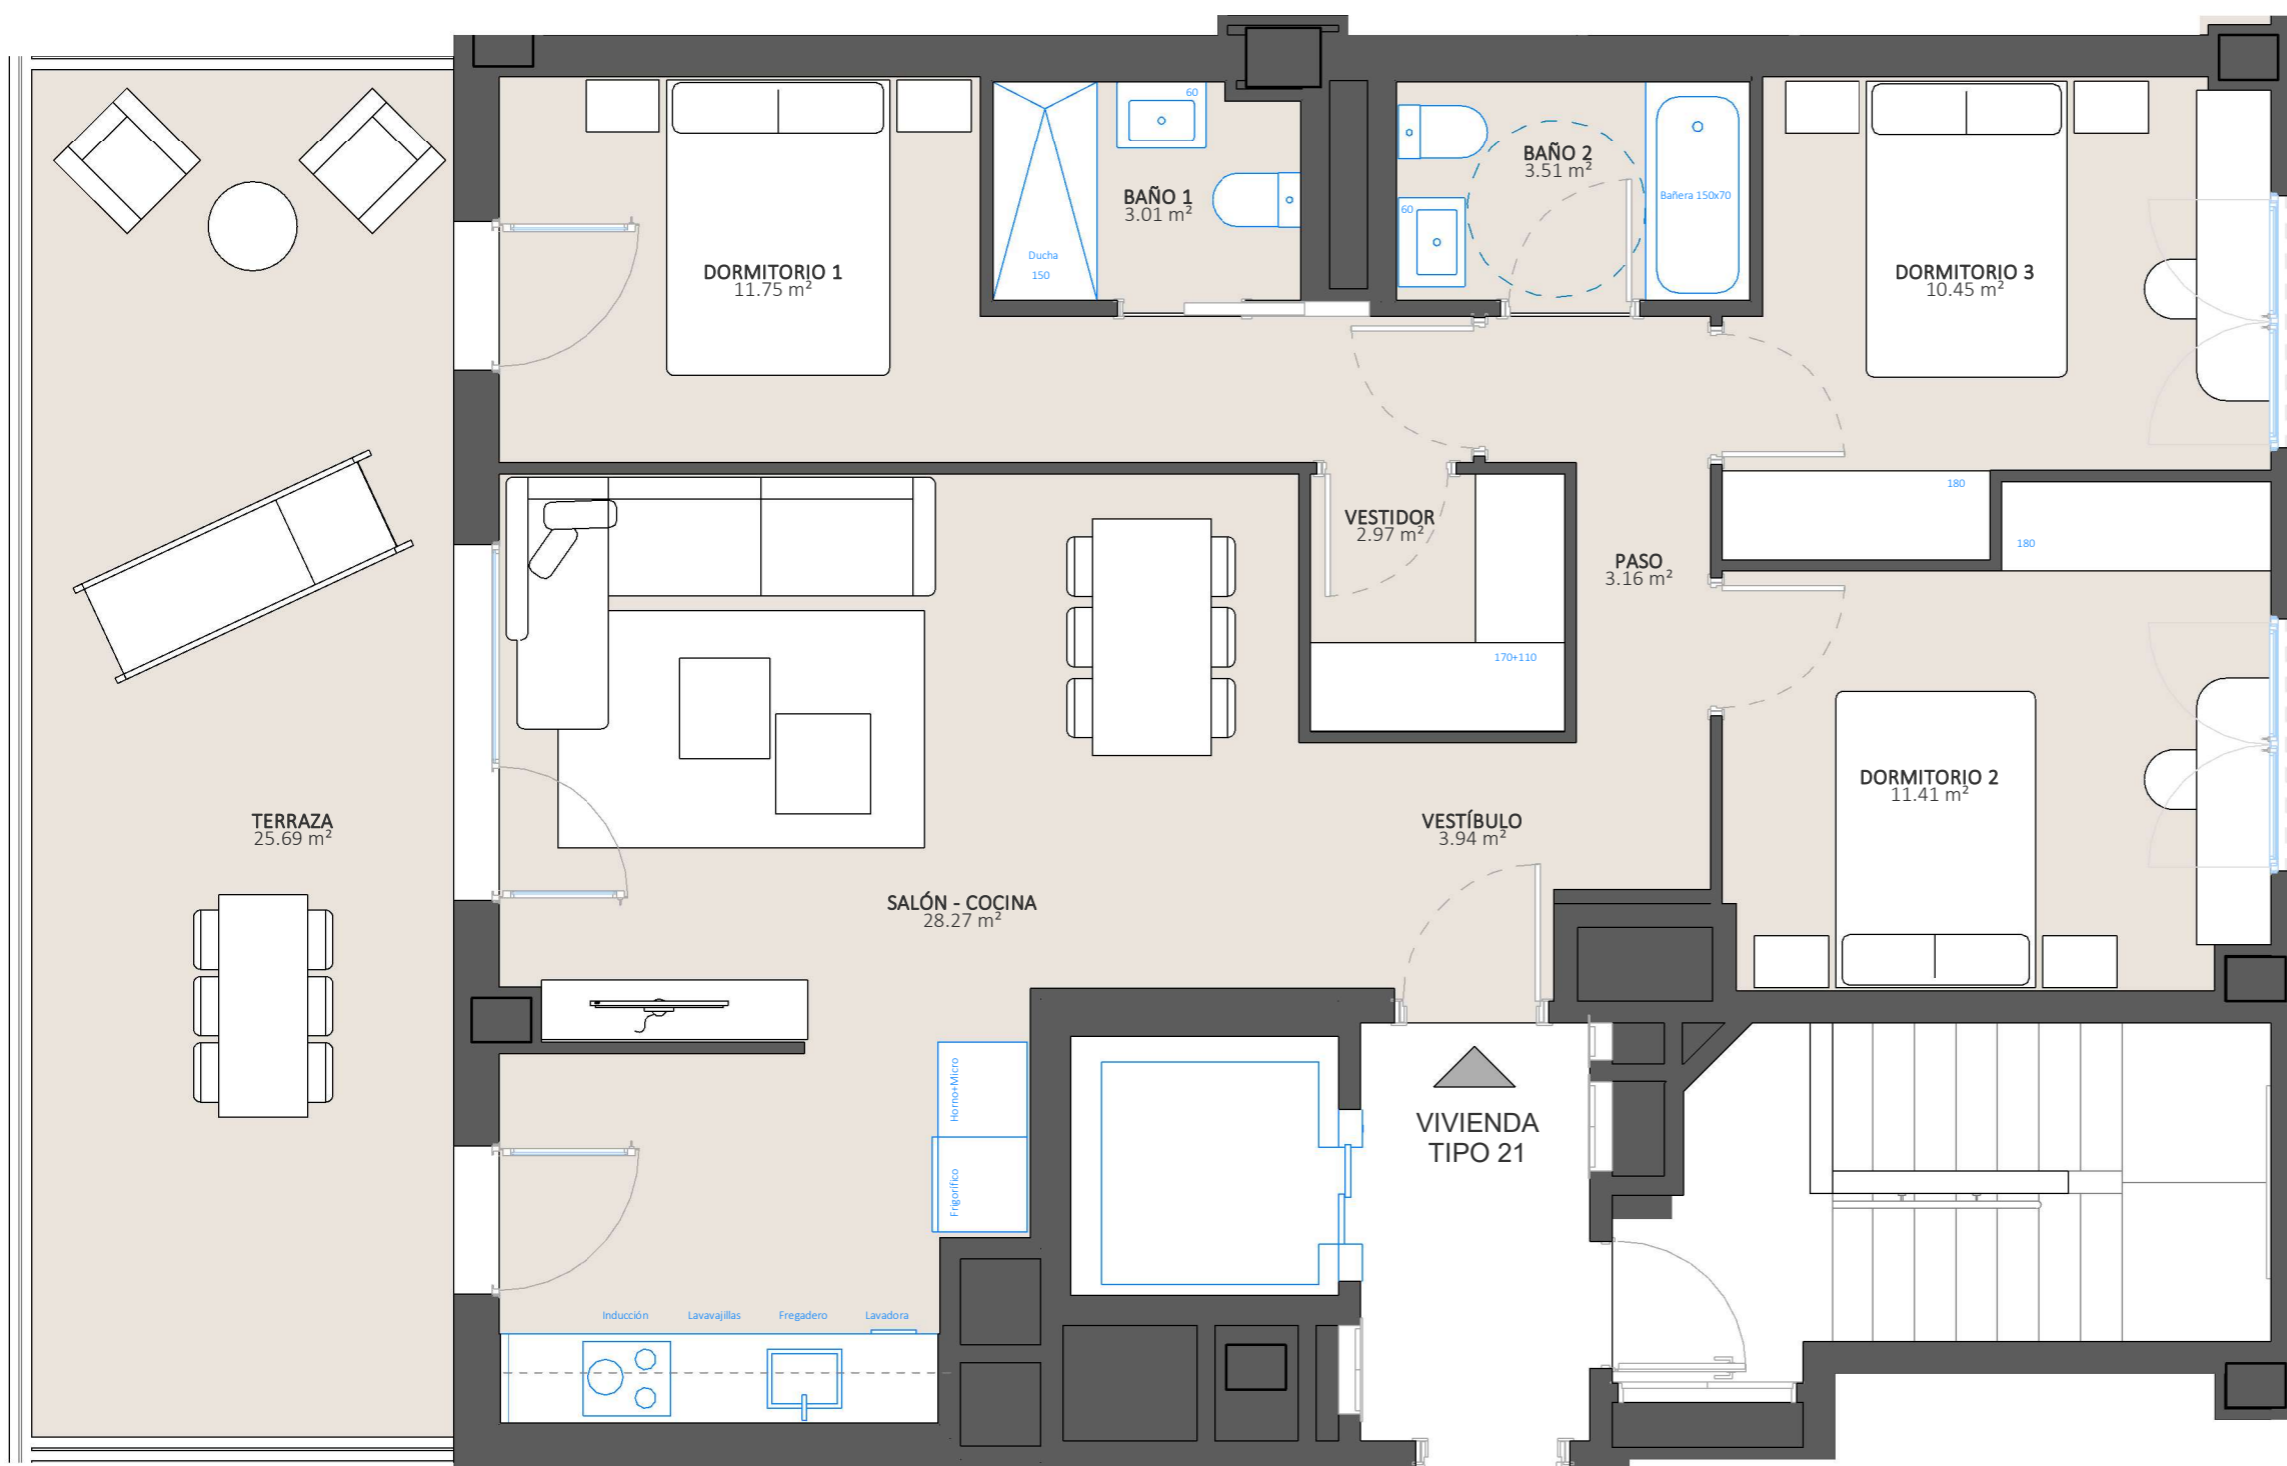 60
BAÑO 1
3.01 m²
Ducha
150
DORMITORIO 1
11.75 m²
BAÑO 2
3.51 m²
60
Bañera 150x70
DORMITORIO 3
10.45 m²
180
180
VESTIDOR
2.97 m²
170+110
PASO
3.16 m²
DORMITORIO 2
11.41 m²
TERRAZA
25.69 m²
VESTÍBULO
3.94 m²
SALÓN - COCINA
28.27 m²
Horno+Micro
Frigorífico
VIVIENDA
TIPO 21
Inducción
Lavavajillas
Fregadero
Lavadora